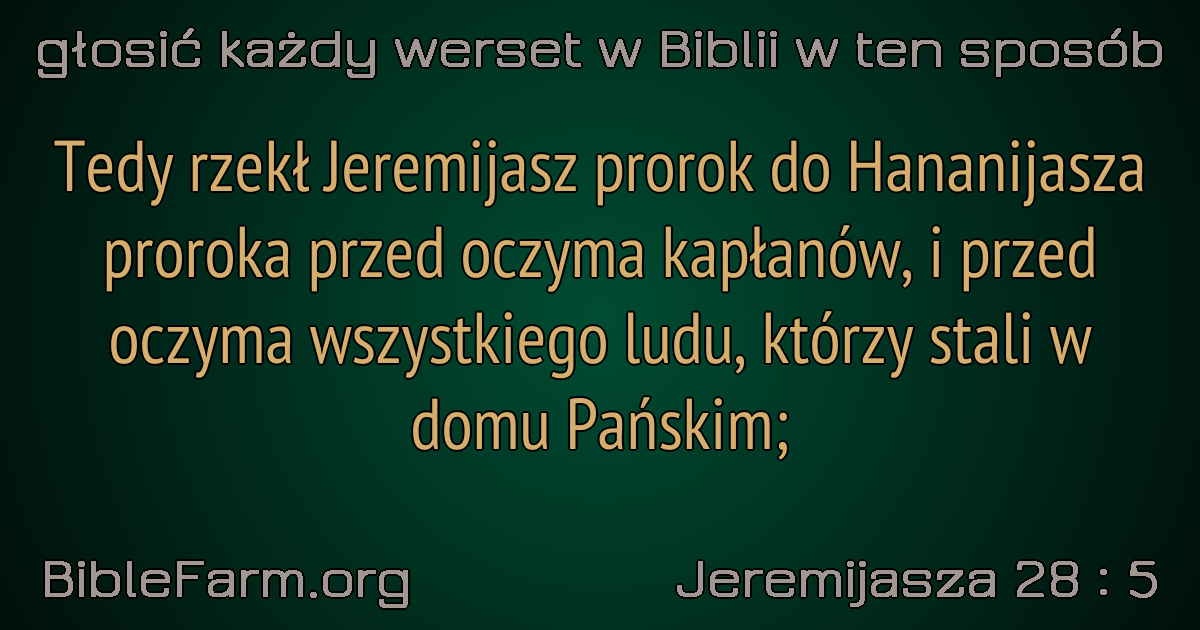 głosić każdy werset w Biblii w ten sposób
Tedy rzekł Jeremijasz prorok do Hananijasza
proroka przed oczyma kapłanów, i przed
oczyma wszystkiego ludu, którzy stali w
domu Pańskim;
BibleFarm.org
Jeremijasza 28 : 5